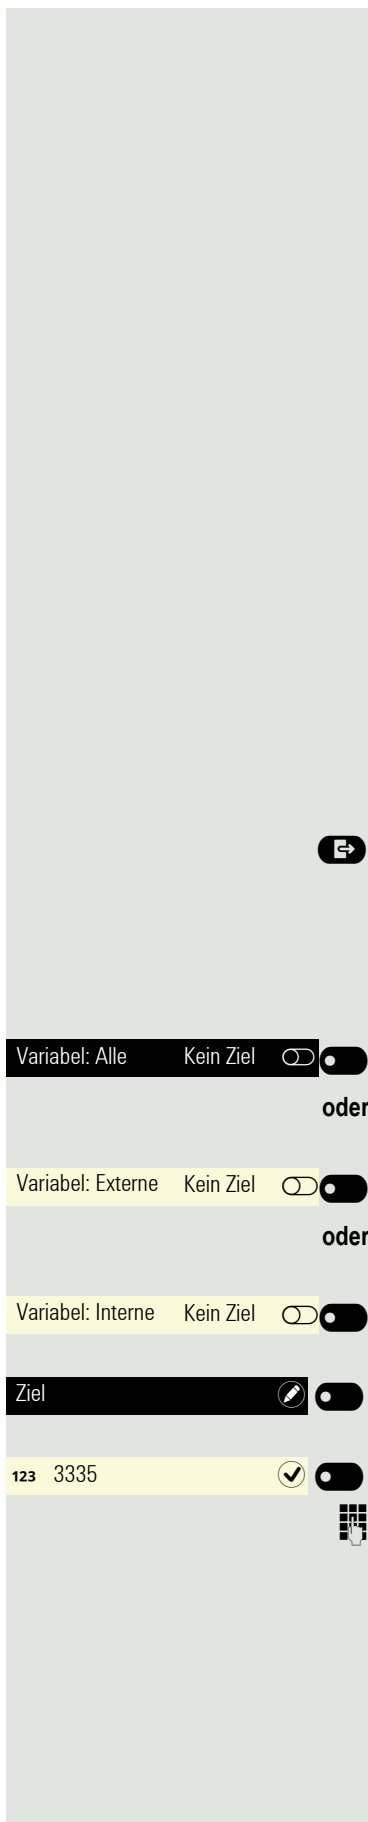 Variabel: Alle Kein Ziel
oder
Variabel: Externe Kein Ziel
oder
Variabel: Interne Kein Ziel
Ziel
123 3335